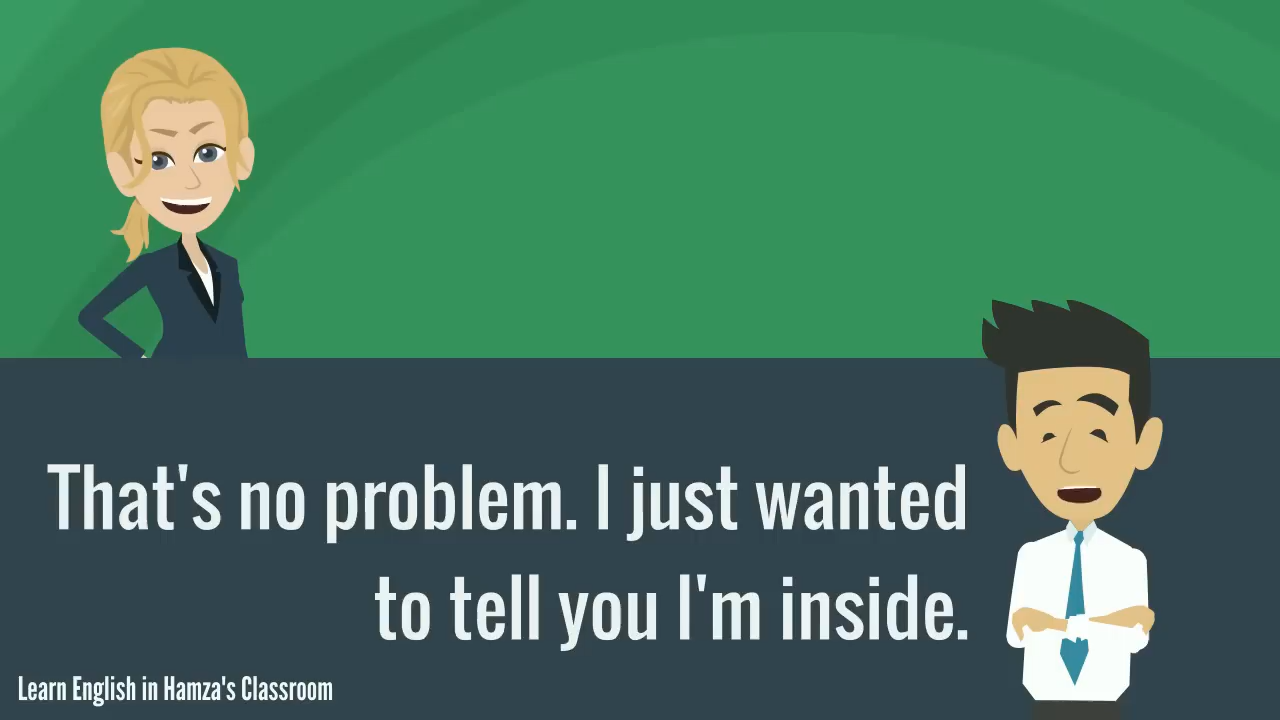 That's no problem. I just wanted
to tell you I'm inside.
Learn English in Hamza's Classroom